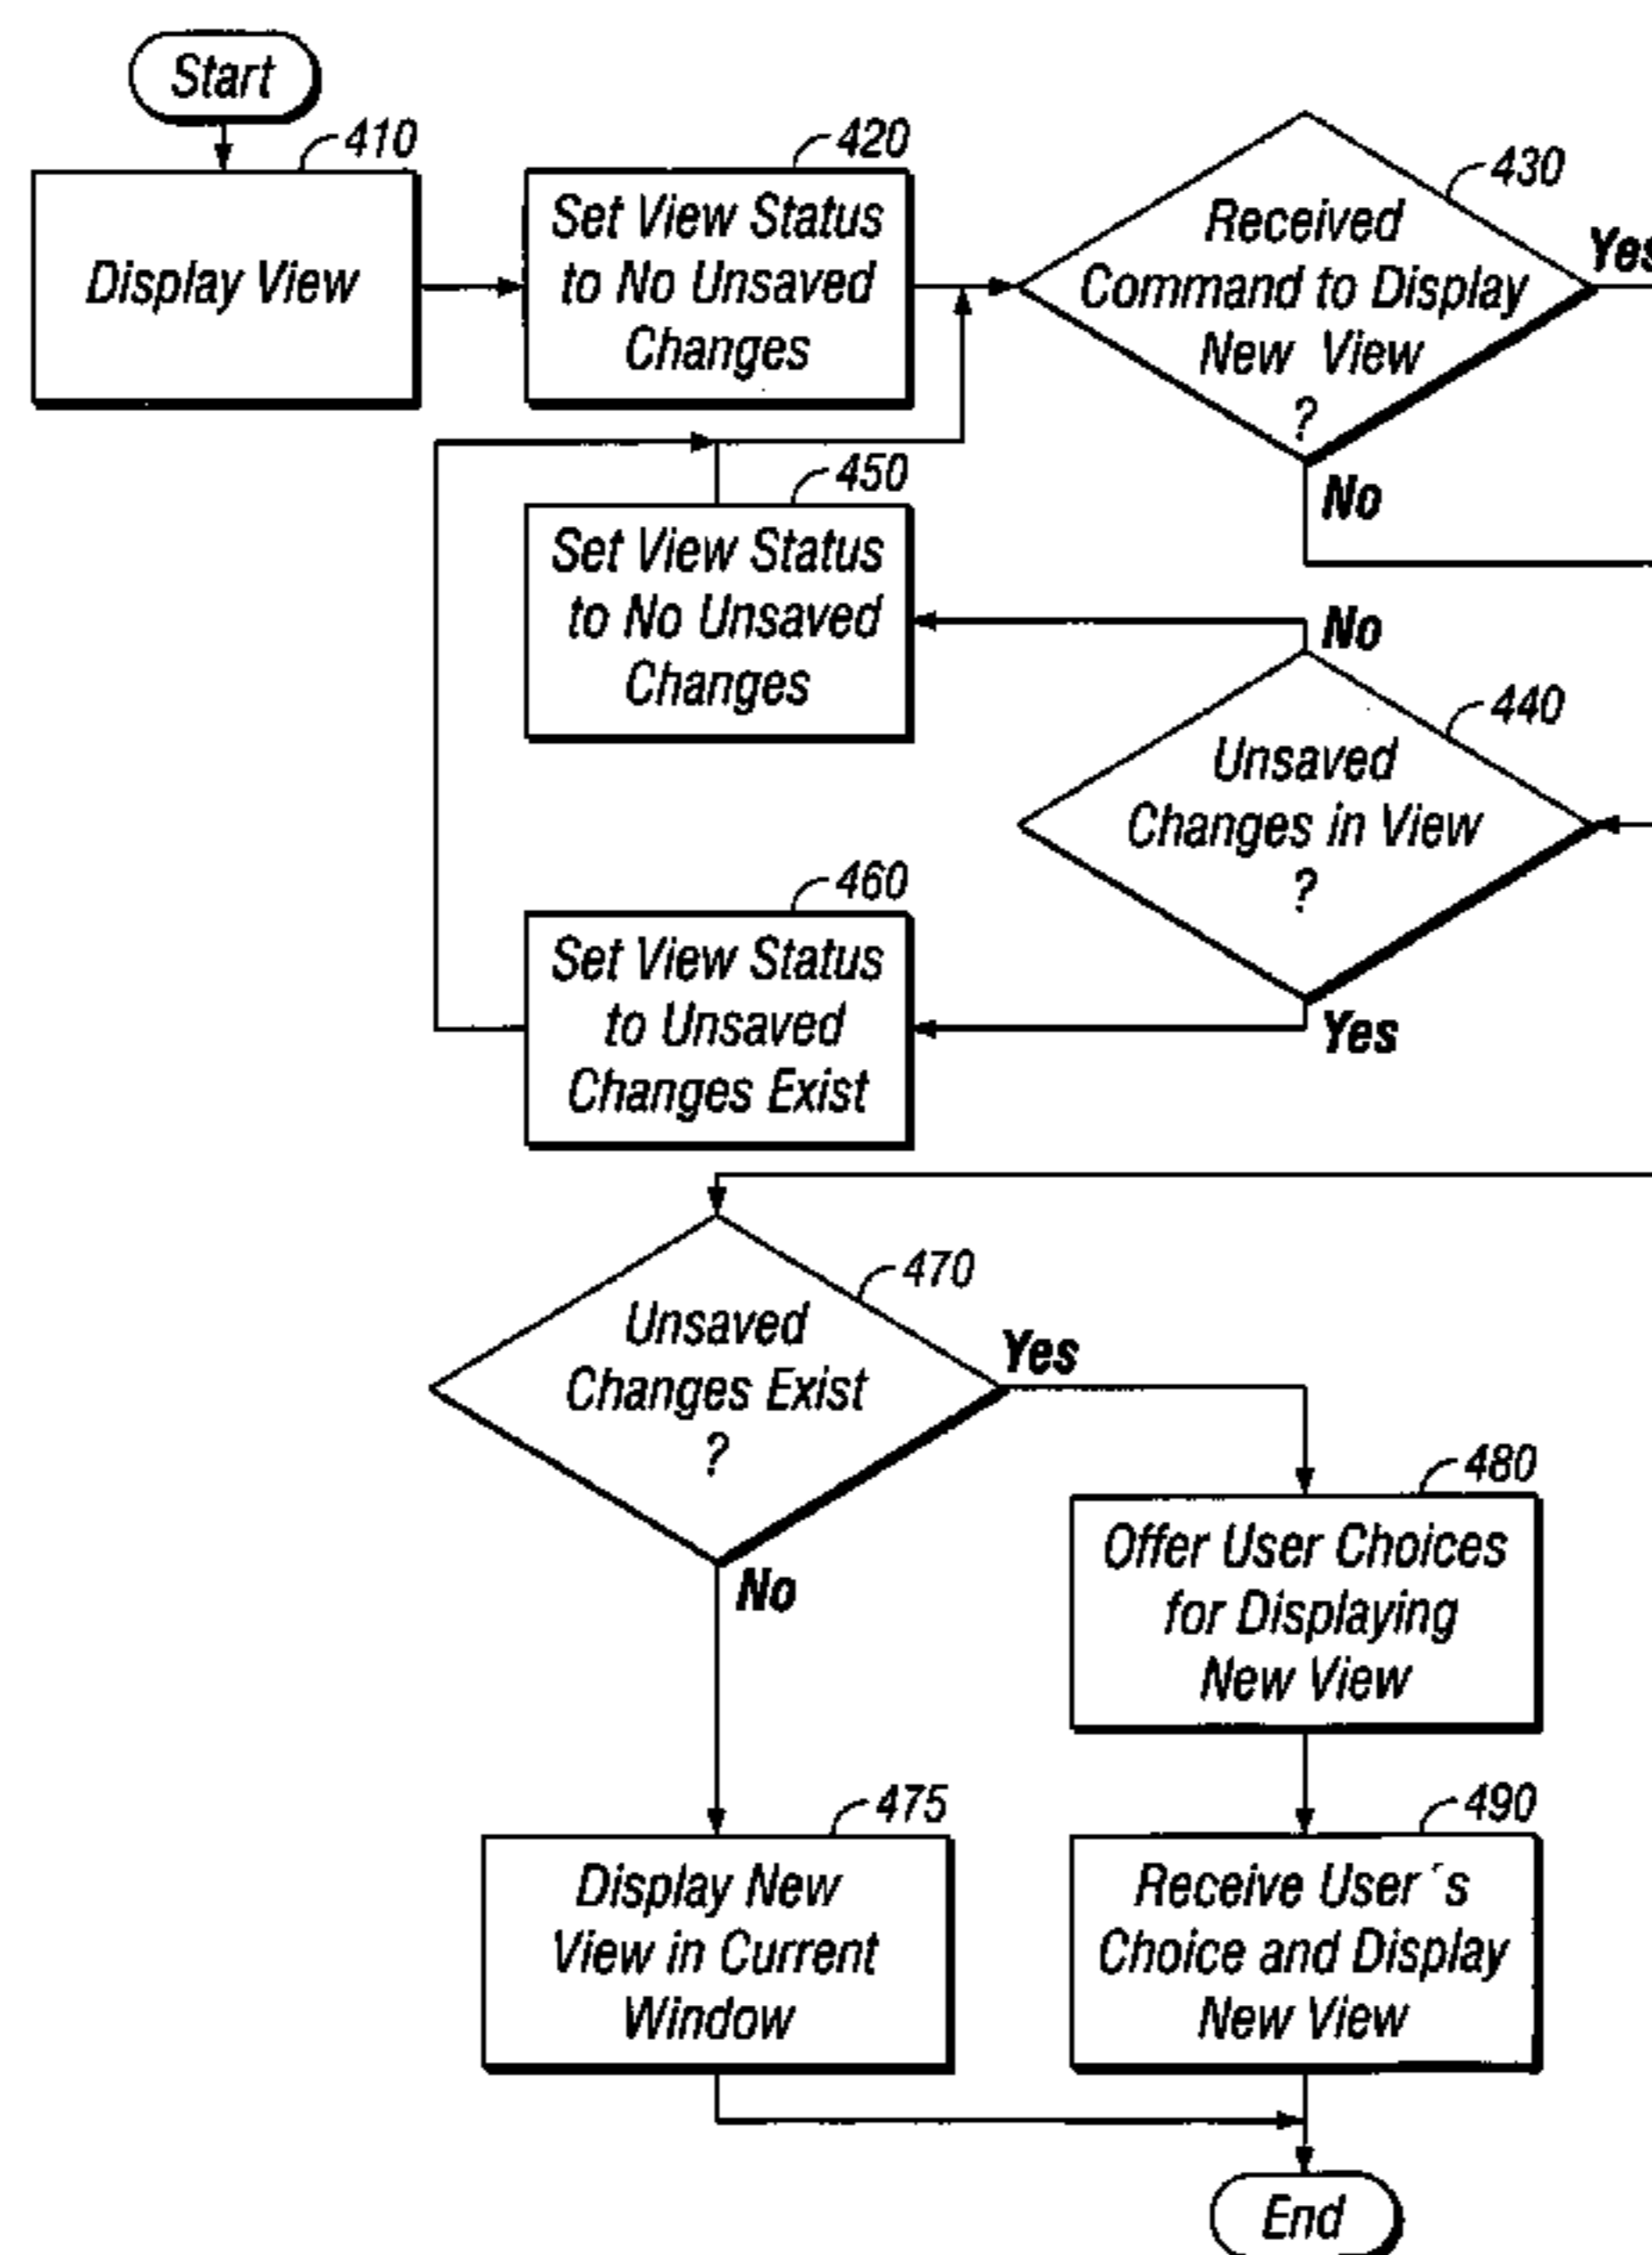 Start
410
Display View
420
Set View Status
to No Unsaved
Changes
430
Received
Command to Display
New View
?
Yes
No
450
Set View Status
to No Unsaved
Changes
No
440
Unsaved
Changes in View
?
Yes
460
Set View Status
to Unsaved
Changes Exist
470
Unsaved
Changes Exist
?
Yes
No
480
Offer User Choices
for Displaying
New View
475
Display New
View in Current
Window
490
Receive User´s
Choice and Display
New View
End